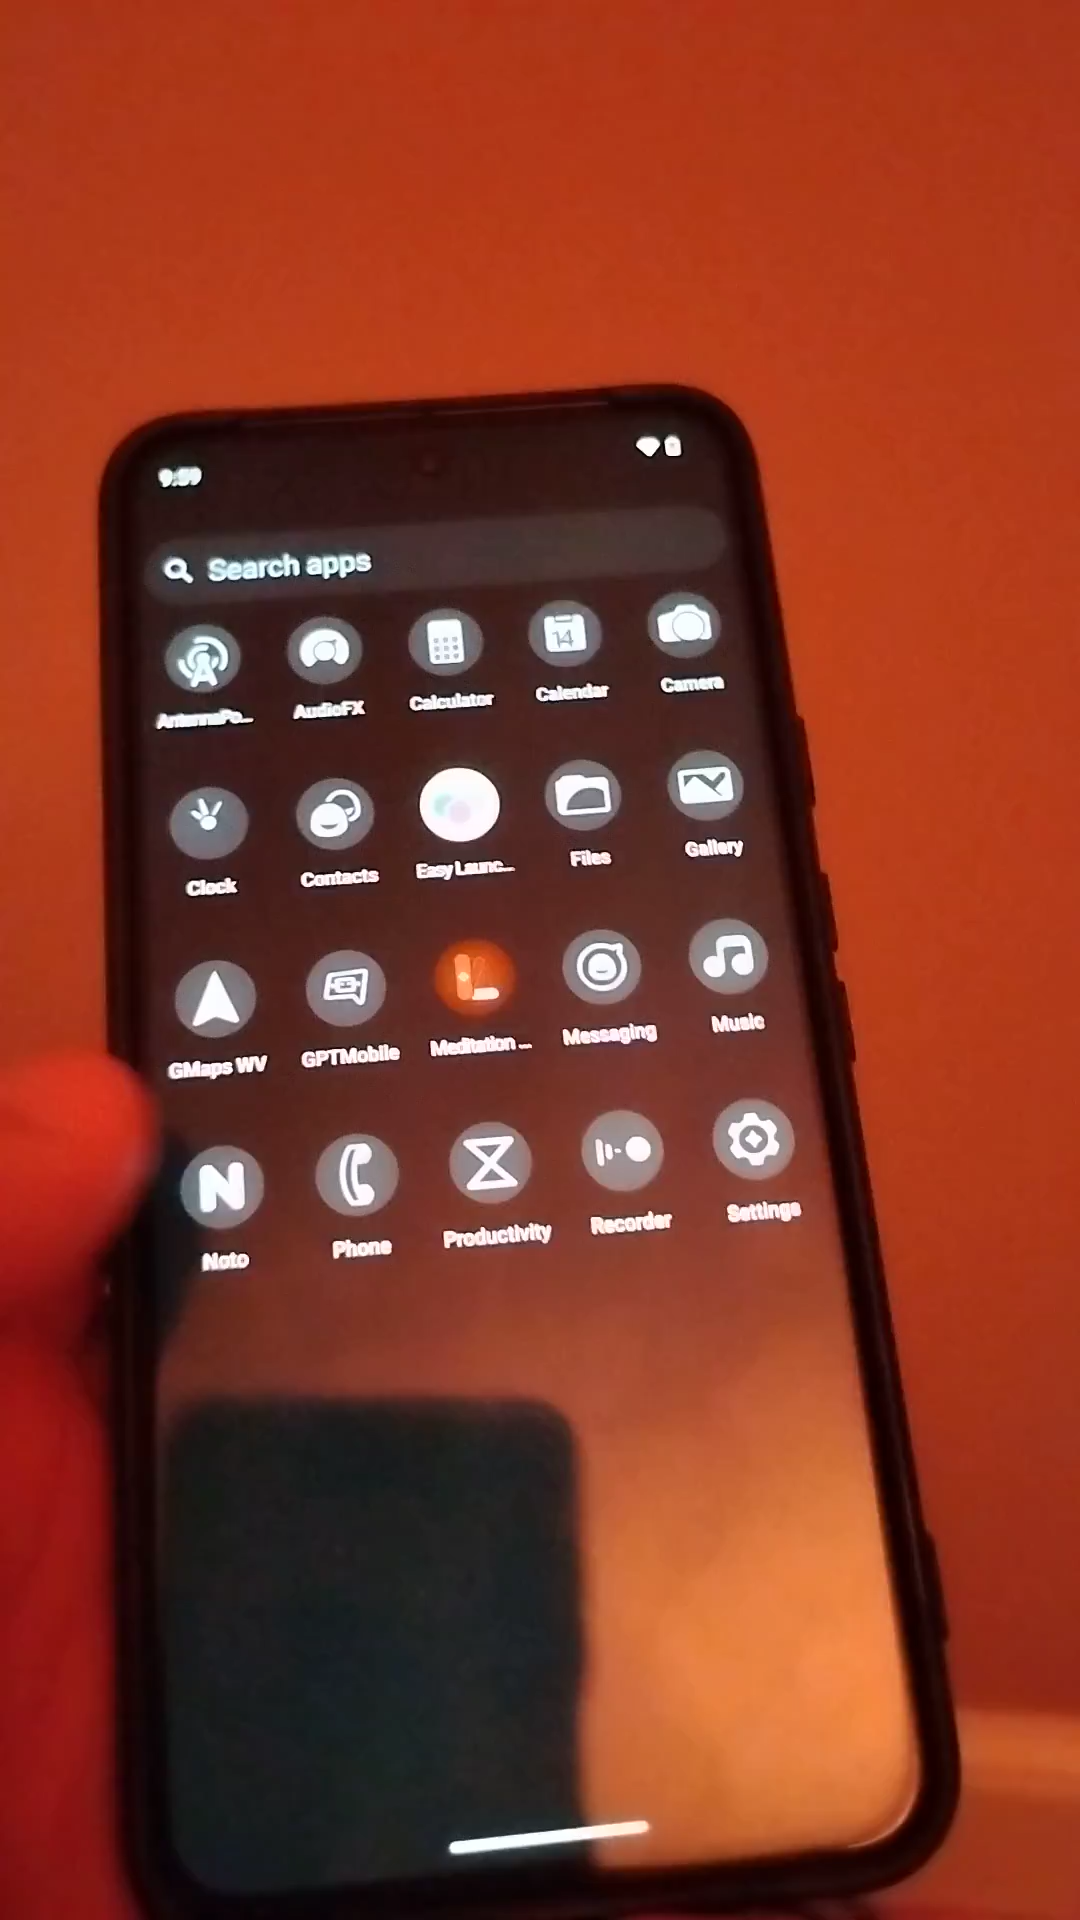 9:59
Search apps
AntennaPo...
AudioFX
Calculator
14
Calendar
Camera
Clock
Contacts
Easy Launc...
Files
Gallery
GMaps WV
GPTMobile
Meditation ...
Messaging
Music
N
Noto
Phone
Productivity
Recorder
Settings